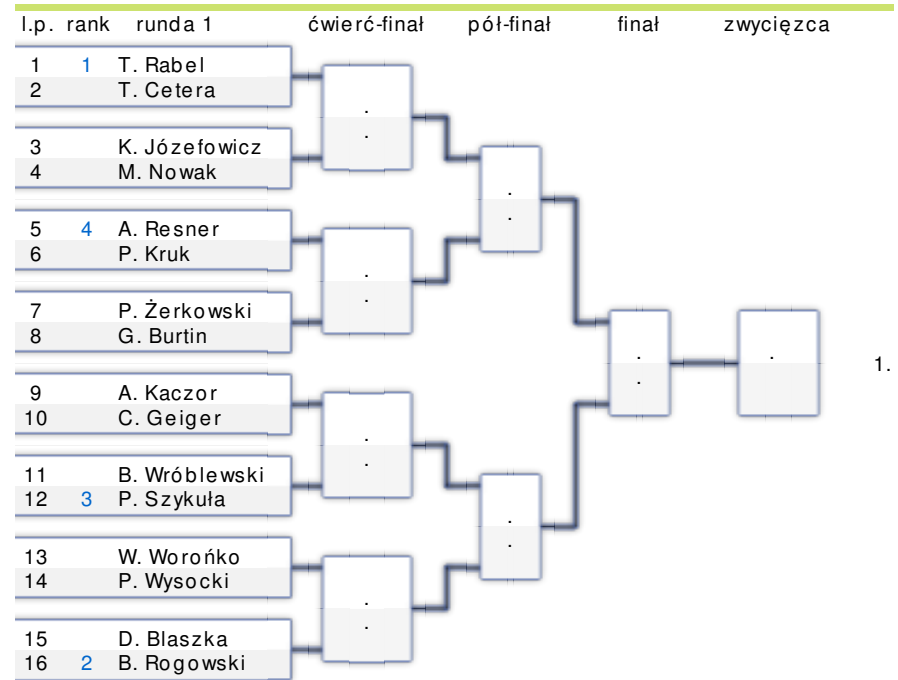 l.p. rank runda 1 ćwierć-finał pół-finał finał zwycięzca
1 1 T. Rabel
2 T. Cetera
.
.
3 K. Józefowicz
4 M. Nowak
.
.
5 4 A. Resner
6 P. Kruk
.
.
7 P. Żerkowski
8 G. Burtin
. . 1.
.
9 A. Kaczor
10 C. Geiger
.
.
11 B. Wróblewski
12 3 P. Szykuła
.
.
13 W. Worońko
14 P. Wysocki
.
.
15 D. Blaszka
16 2 B. Rogowski